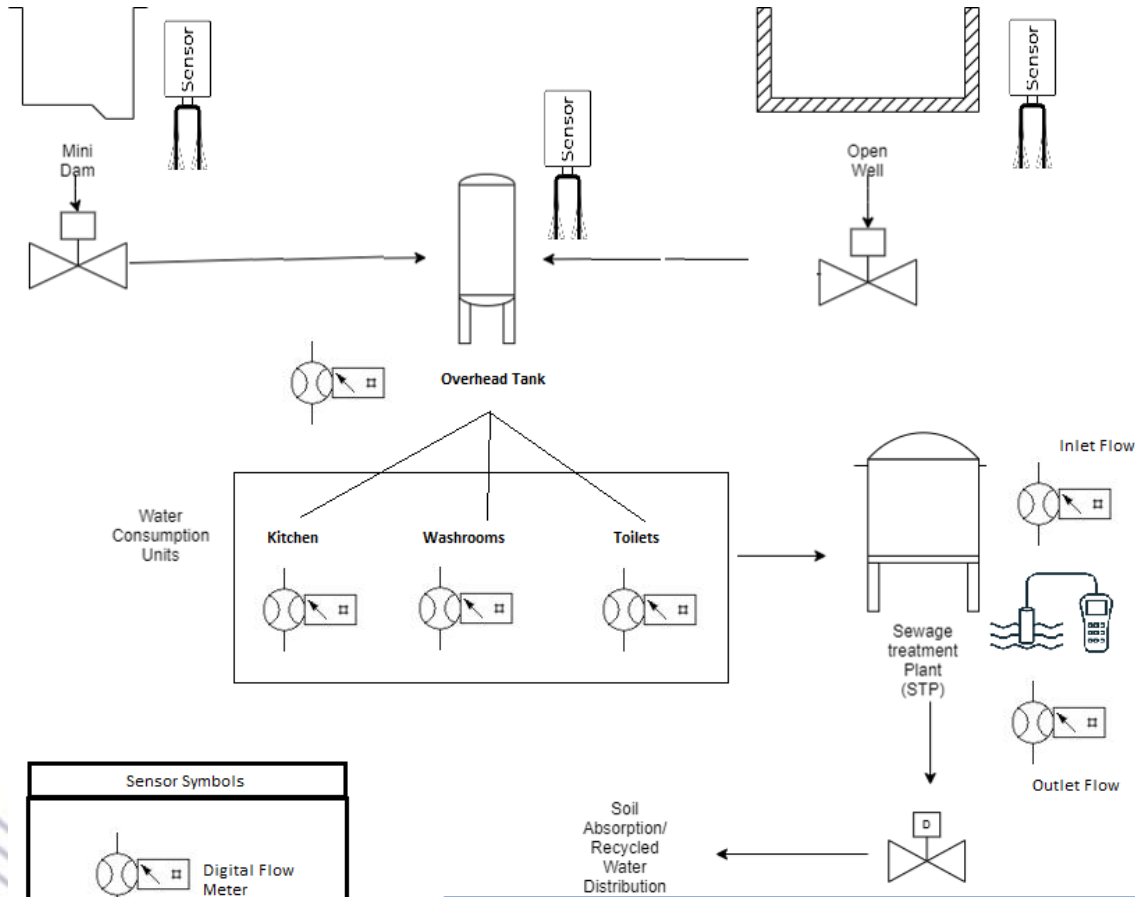 Sensor
Sensor
Sensor
Mini
Dam
Open
Well
Overhead Tank
Inlet Flow
Water
Consumption
Units
Kitchen
Washrooms
Toilets
Sewage
treatment
Plant
(STP)
Outlet Flow
Sensor Symbols
Digital Flow
Meter
Soil
Absorption/
Recycled
Water
Distribution
D